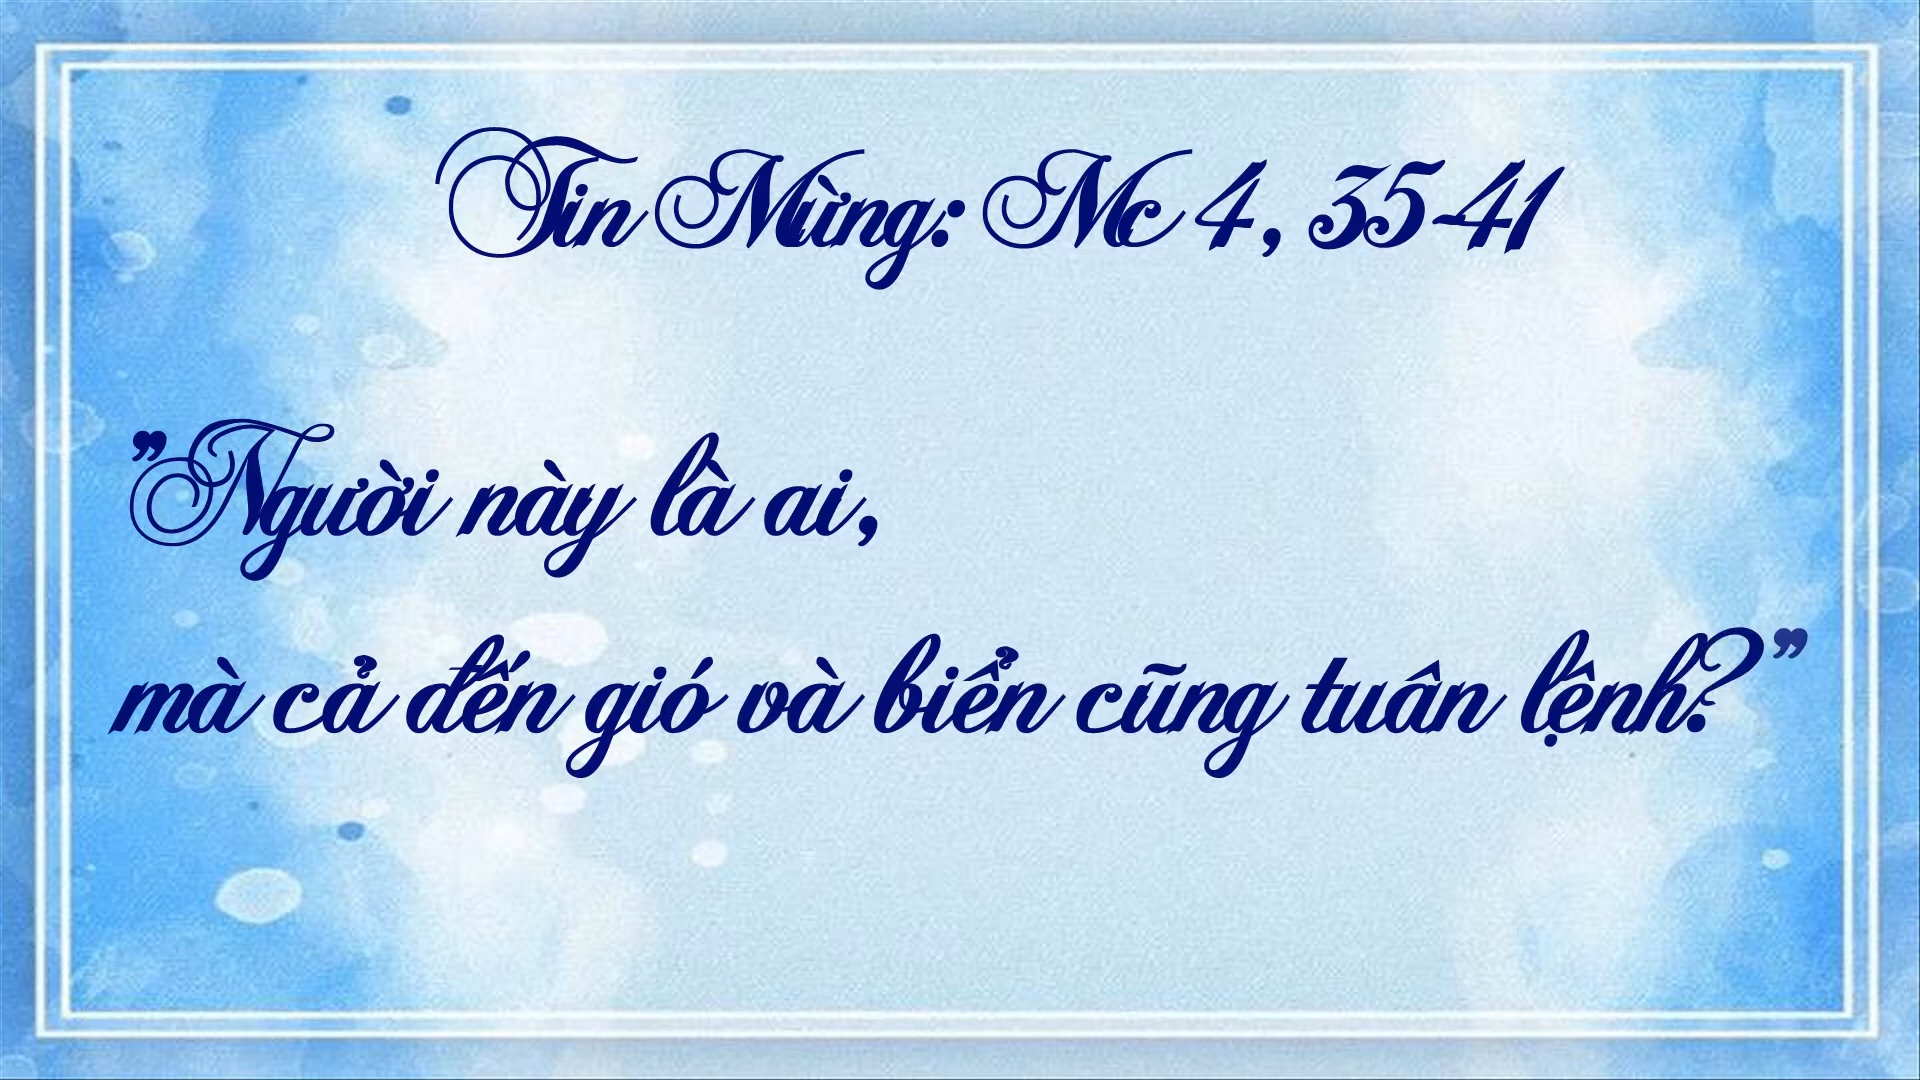 Tin Mừng: Mc 4, 35-41
”Người này là ai,
mà cả đến gió và biển cũng tuân lệnh?”